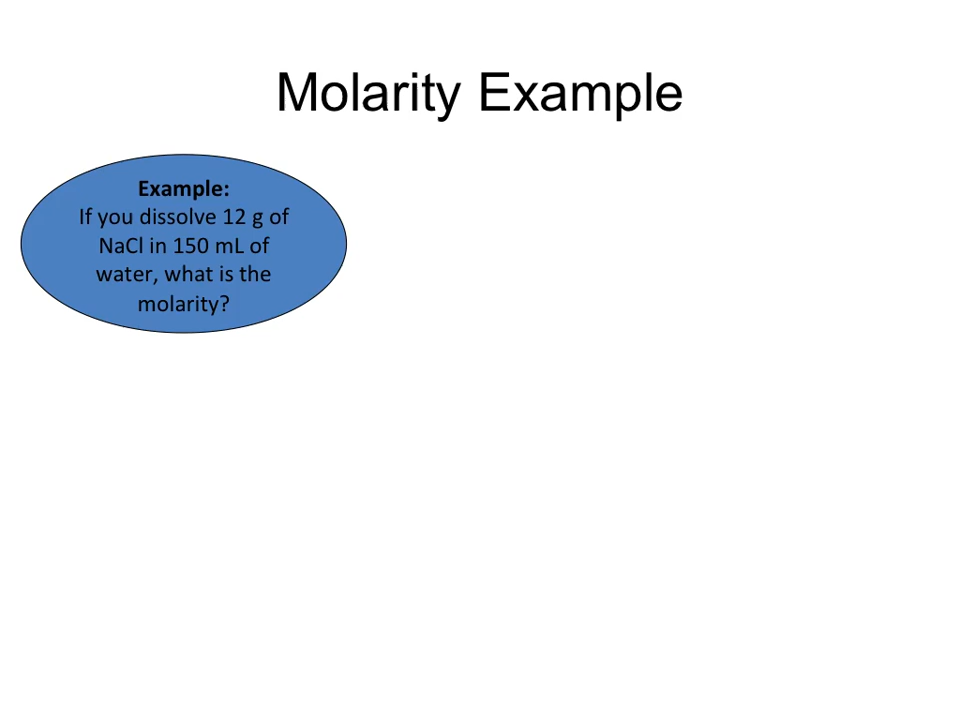 Molarity Example
Example:
If you dissolve 12 g of
NaCl in 150 mL of
water, what is the
molarity?